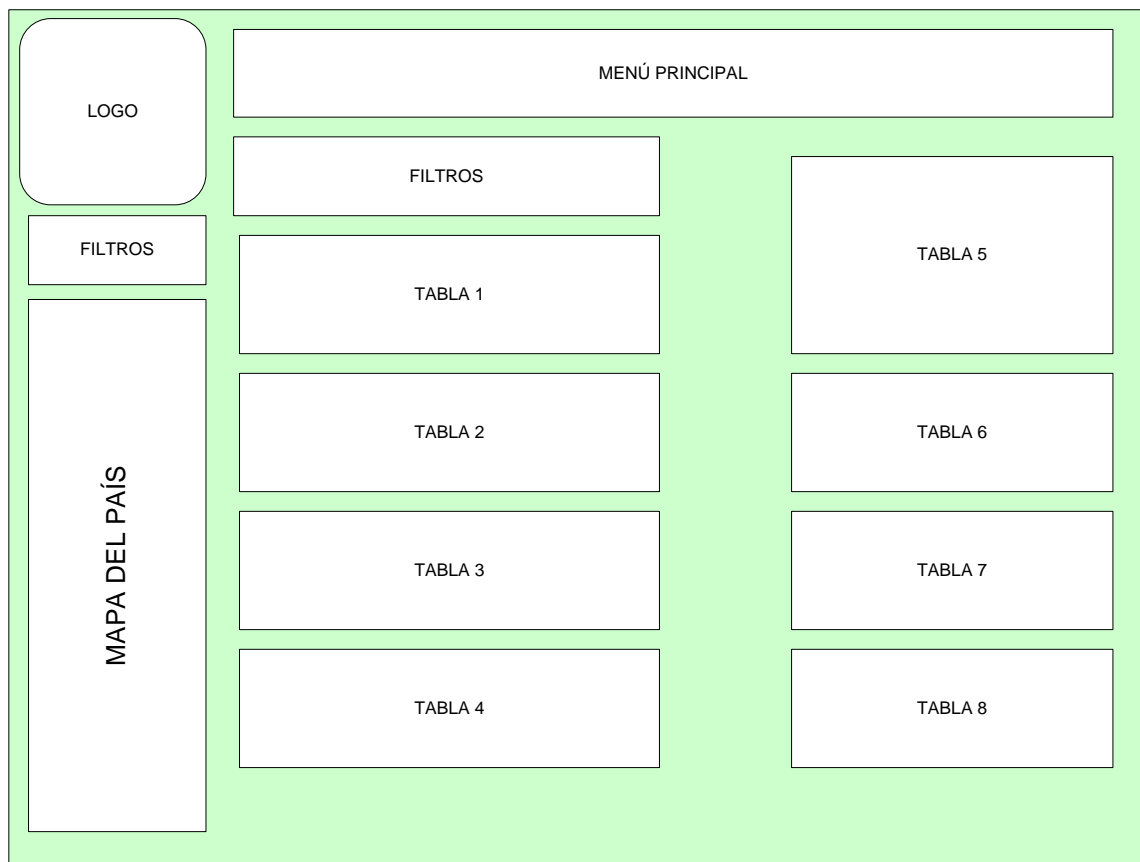 LOGO
MENÚ PRINCIPAL
FILTROS
FILTROS
TABLA 1
TABLA 2
TABLA 3
TABLA 4
TABLA 5
TABLA 6
TABLA 7
TABLA 8
MAPA DEL PAÍS